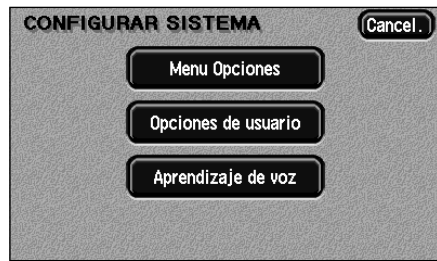 CONFIGURAR SISTEMA
Cancel.
Menu Opciones
Opciones de usuario
Aprendizaje de voz